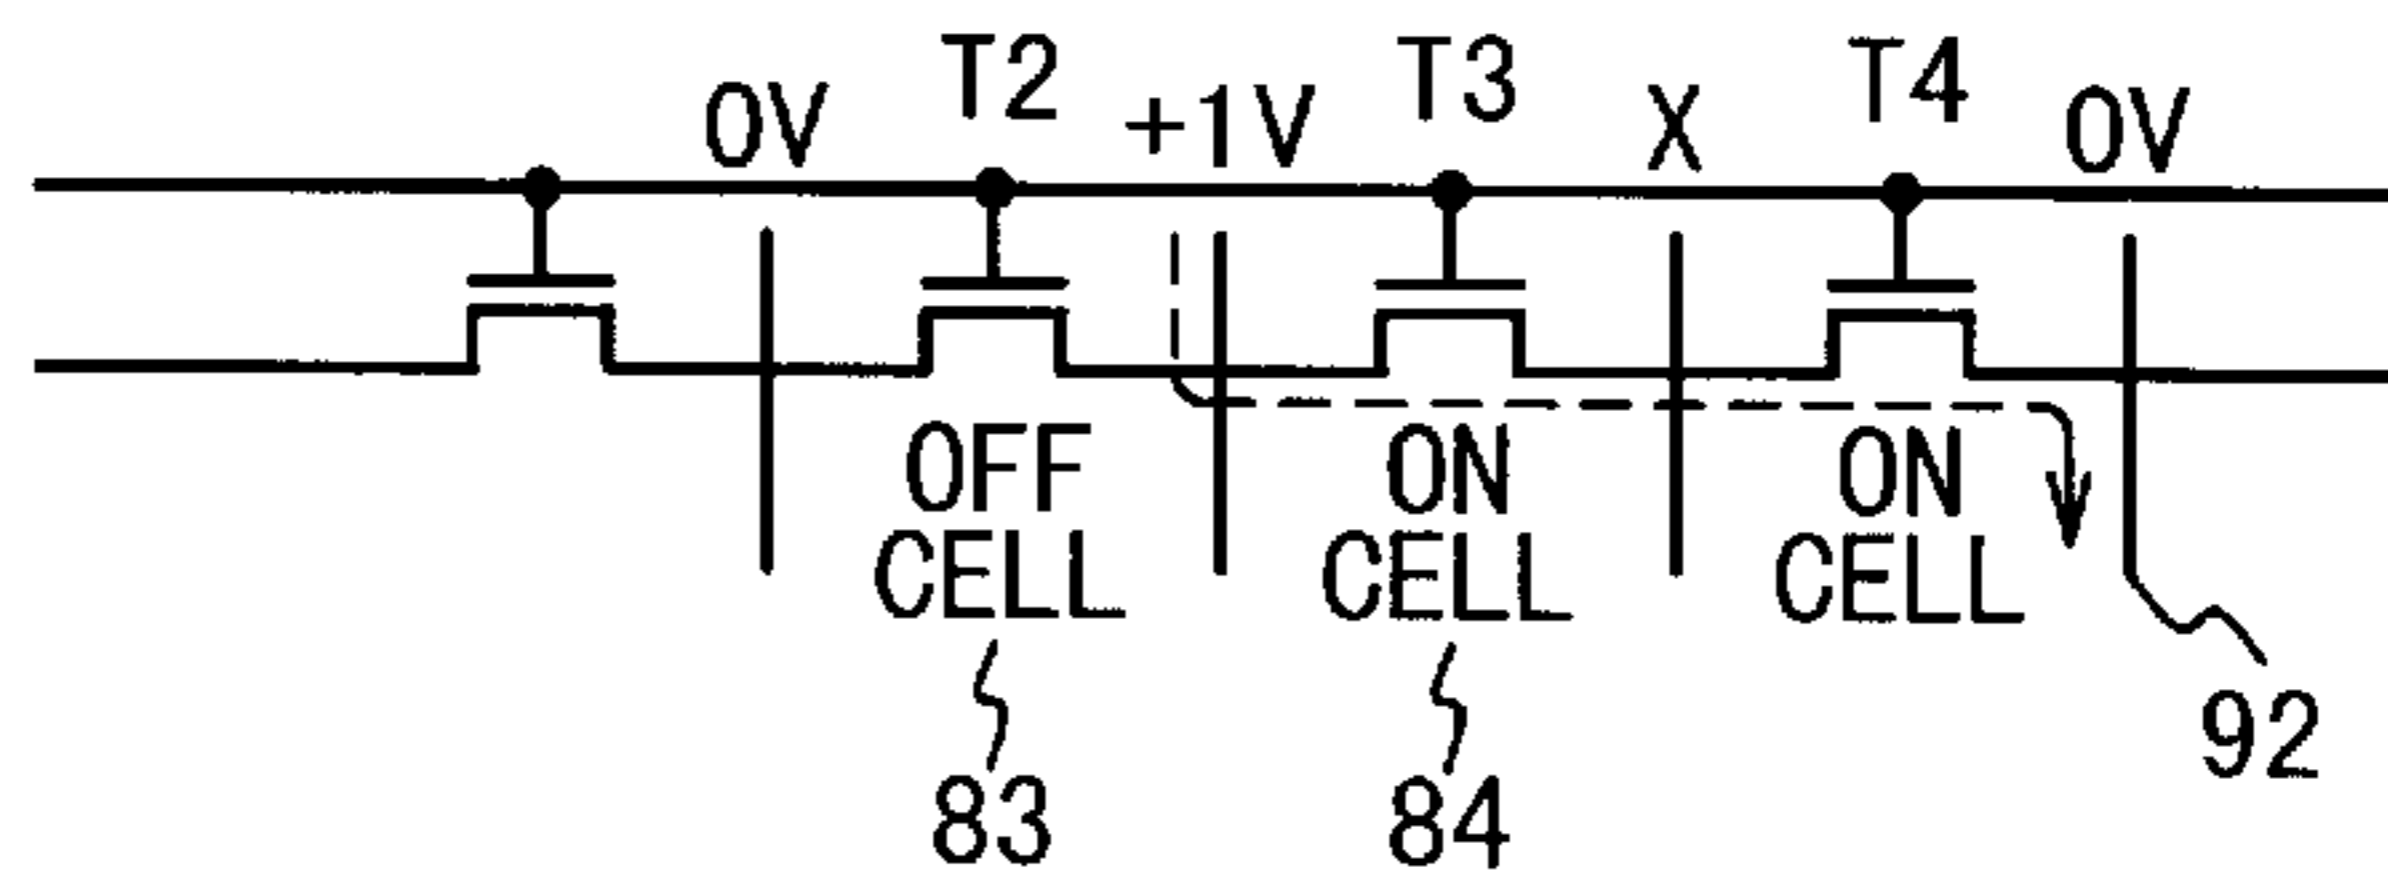 T2 T3 T4
0V +1V X 0V
OFF ON ON
CELL CELL CELL
83 84 92